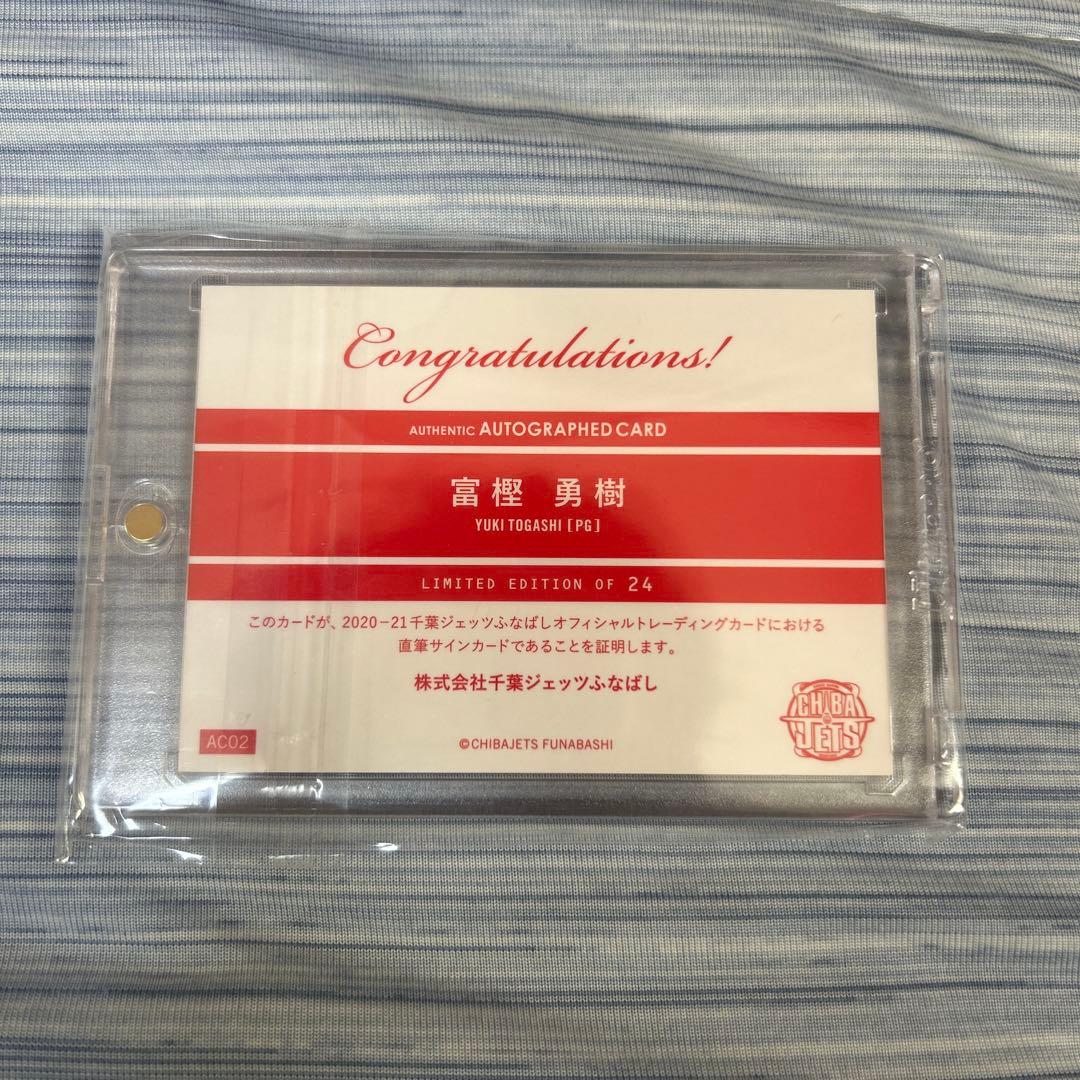 Congratulations!
AUTHENTIC AUTOGRAPHED CARD
富樫 勇樹
YUKI TOGASHI [PG]
LIMITED EDITION OF 24
このカードが、2020-21千葉ジェッツふなばしオフィシャルトレーディングカードにおける
直筆サインカードであることを証明します。
株式会社千葉ジェッツふなばし
CHIBA
JETS
AC02
©CHIBAJETS FUNABASHI